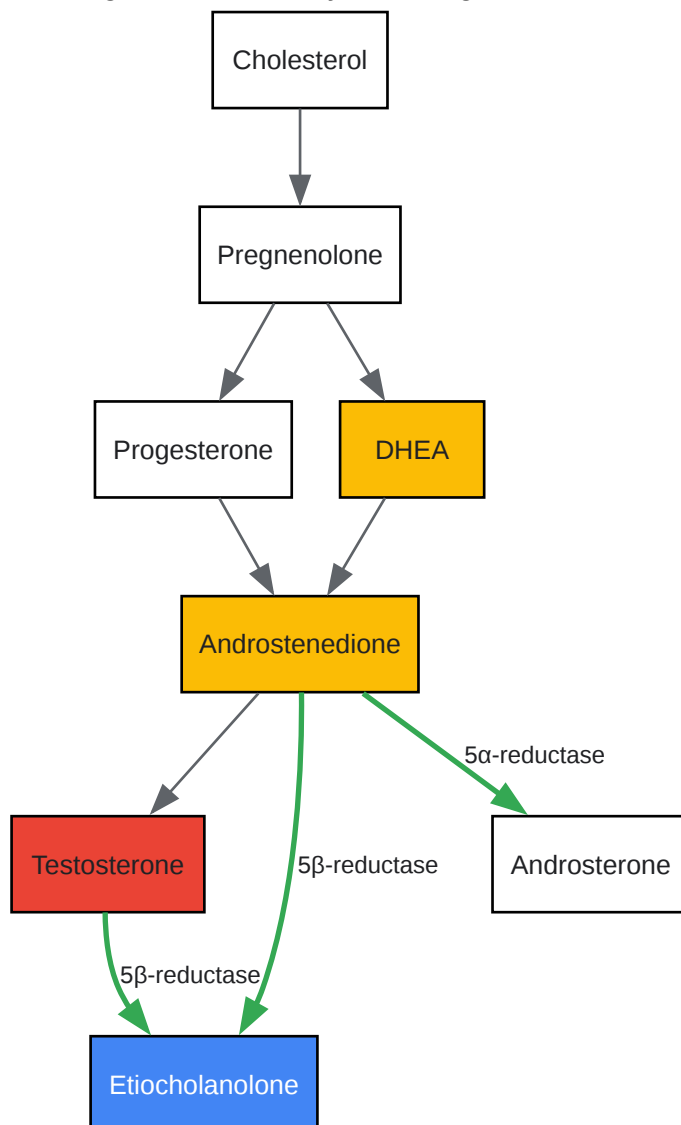 Cholesterol
Pregnenolone
Progesterone
DHEA
Androstenedione
5α-reductase
Testosterone
5β-reductase
Androsterone
5β-reductase
Etiocholanolone